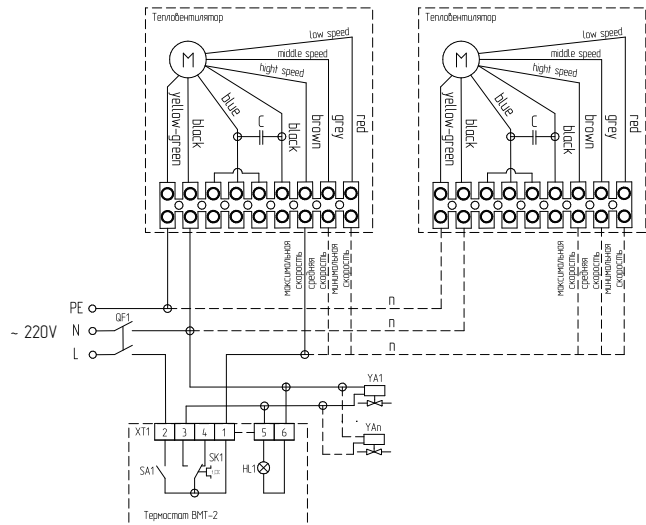 Тепловентилятор
low speed
middle speed
hight speed
M
yellow-green
black
blue
C
black
brown
grey
red
Тепловентилятор
low speed
middle speed
hight speed
M
yellow-green
black
blue
C
black
brown
grey
red
максимальная скорость
средняя скорость
минимальная скорость
максимальная скорость
средняя скорость
минимальная скорость
PE
n
~ 220V
N
QF1
n
L
n
YA1
YAn
XT1
2
3
4
1
5
6
SA1
SK1
HL1
Термостат ВМТ-2